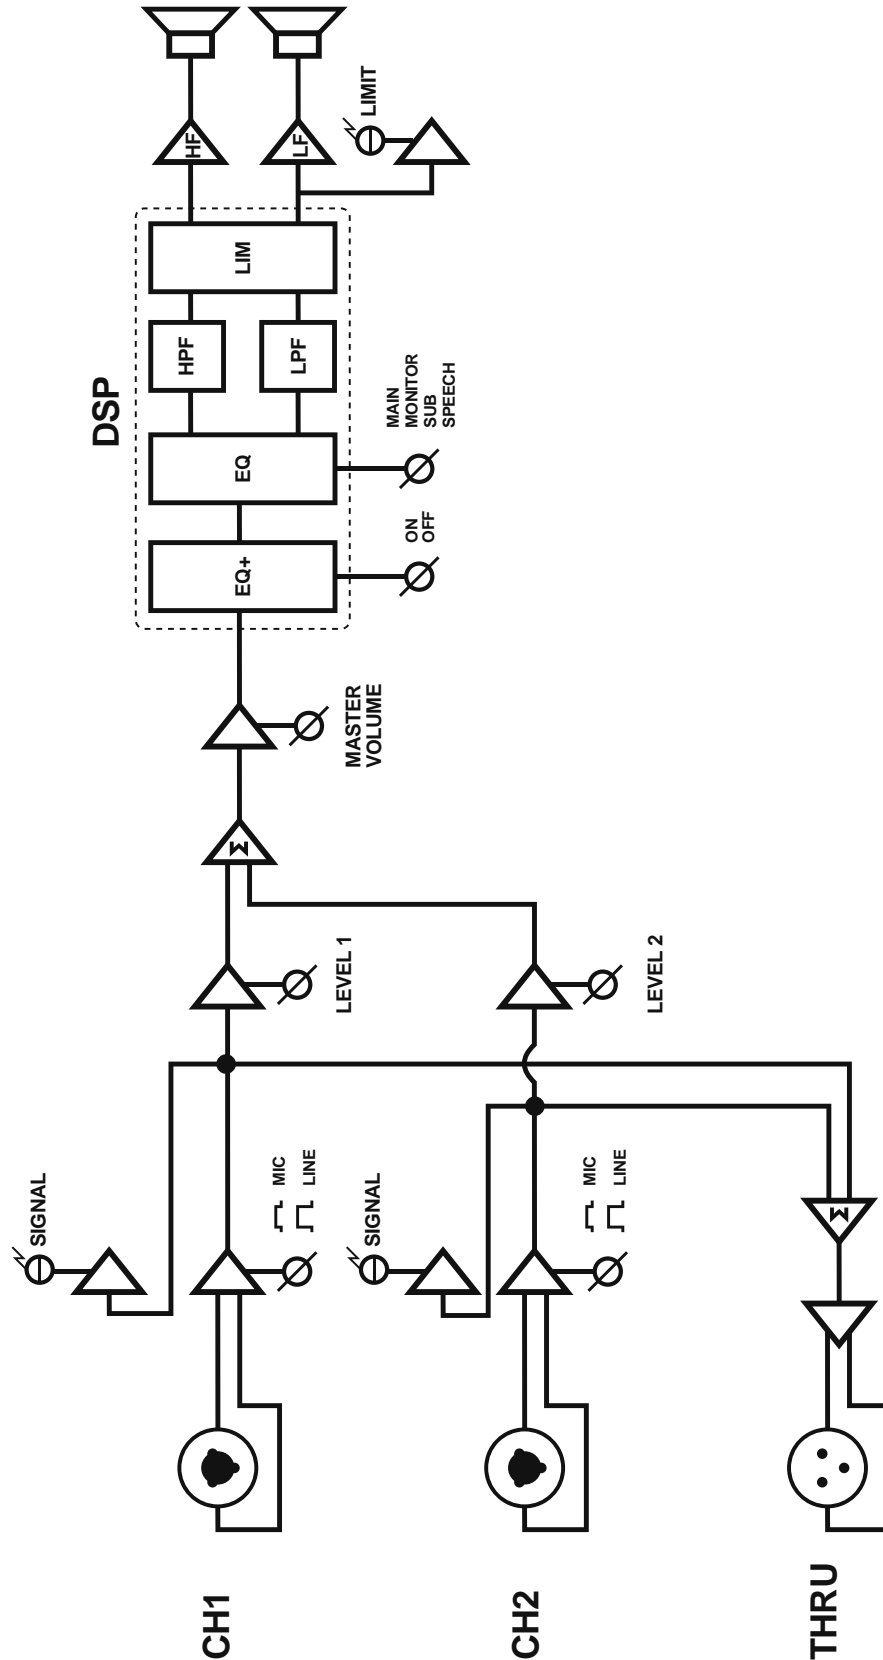 CH1
SIGNAL
MIC
LINE
LEVEL 1
CH2
SIGNAL
MIC
LINE
LEVEL 2
THRU
Σ
Σ
MASTER
VOLUME
DSP
EQ+
ON
OFF
EQ
MAIN
MONITOR
SUB
SPEECH
HPF
LPF
LIM
HF
LF
LIMIT